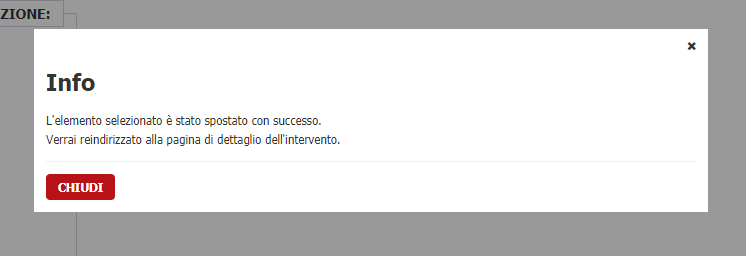 ZIONE:
Info
L'elemento selezionato è stato spostato con successo.
Verrai reindirizzato alla pagina di dettaglio dell'intervento.
CHIUDI